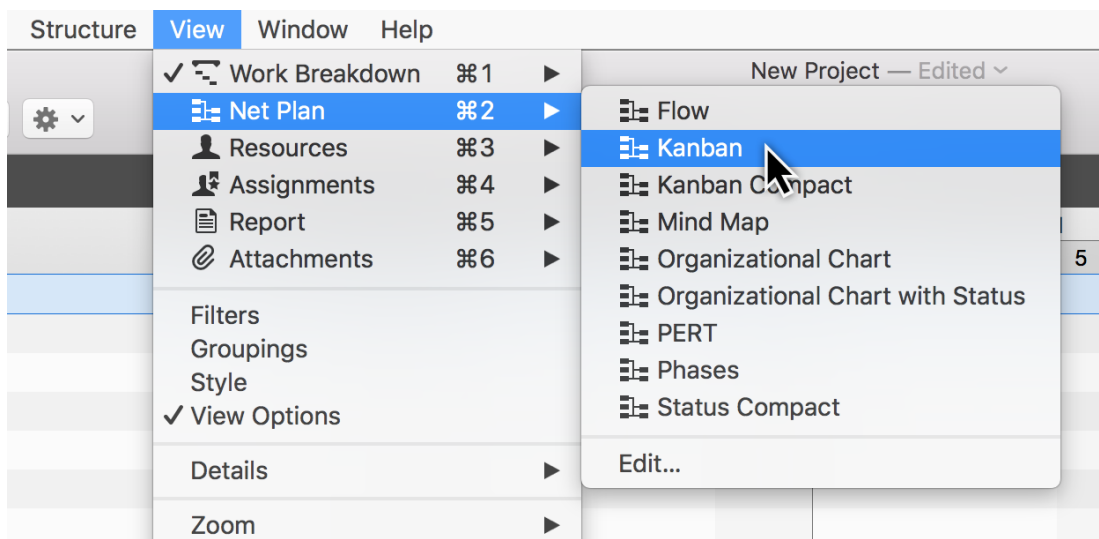 Structure View Window Help
New Project — Edited
✓ Work Breakdown ⌘1
Net Plan ⌘2
Resources ⌘3
Assignments ⌘4
Report ⌘5
Attachments ⌘6
Filters
Groupings
Style
✓ View Options
Details
Zoom
Flow
Kanban
Kanban Compact
Mind Map
Organizational Chart
Organizational Chart with Status
PERT
Phases
Status Compact
Edit...
5